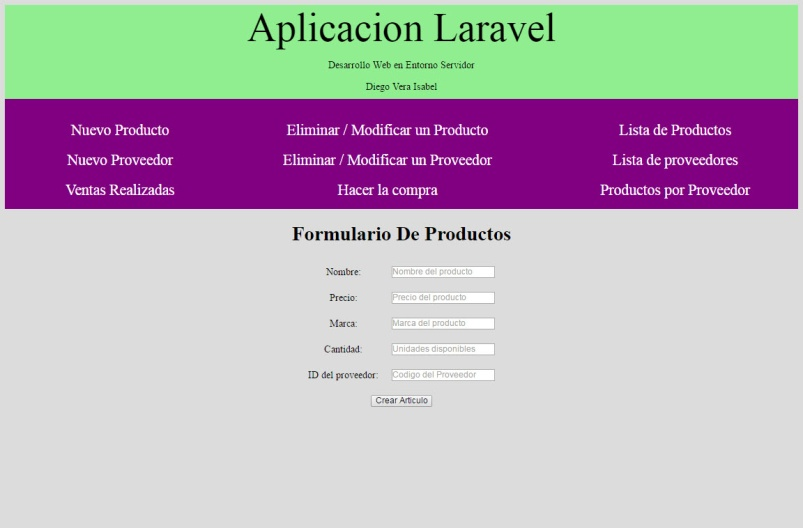 Aplicacion Laravel
Desarrollo Web en Entorno Servidor
Diego Vera Isabel
Nuevo Producto Eliminar / Modificar un Producto Lista de Productos
Nuevo Proveedor Eliminar / Modificar un Proveedor Lista de proveedores
Ventas Realizadas Hacer la compra Productos por Proveedor
Formulario De Productos
Nombre: Nombre del producto
Precio: Precio del producto
Marca: Marca del producto
Cantidad: Unidades disponibles
ID del proveedor: Codigo del Proveedor
Crear Articulo